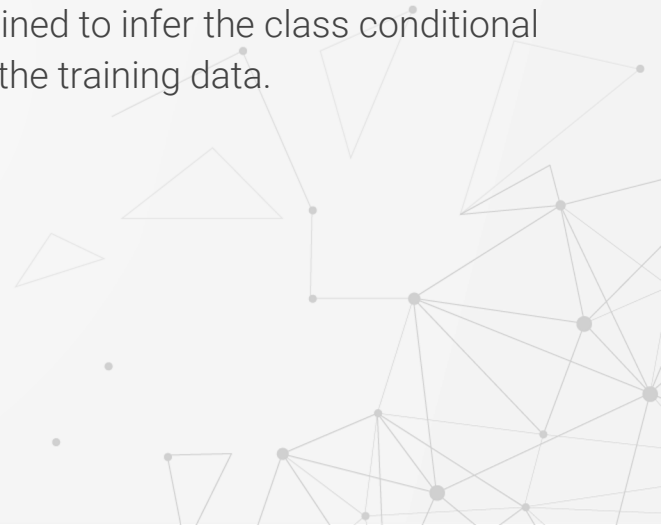 ined to infer the class conditional
the training data.